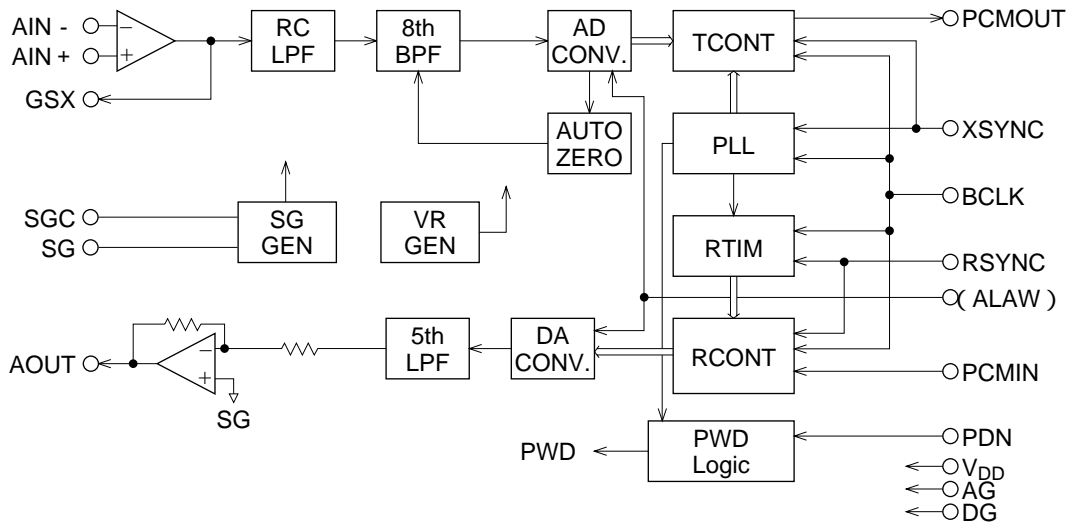 AIN -
AIN +
GSX
RC
LPF
8th
BPF
AD
CONV.
TCONT
PCMOUT
AUTO
ZERO
PLL
XSYNC
SGC
SG
SG
GEN
VR
GEN
RTIM
BCLK
RSYNC
( ALAW )
AOUT
SG
5th
LPF
DA
CONV.
RCONT
PCMIN
PWD
PWD
Logic
PDN
VDD
AG
DG